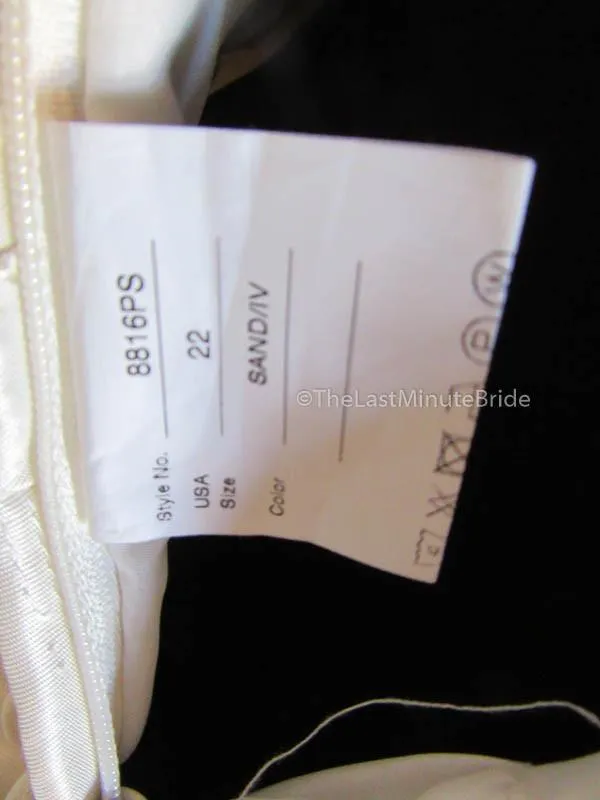 Style No. 8816PS
USA Size 22
Color SAND/IV
P
W
©TheLastMinuteBride